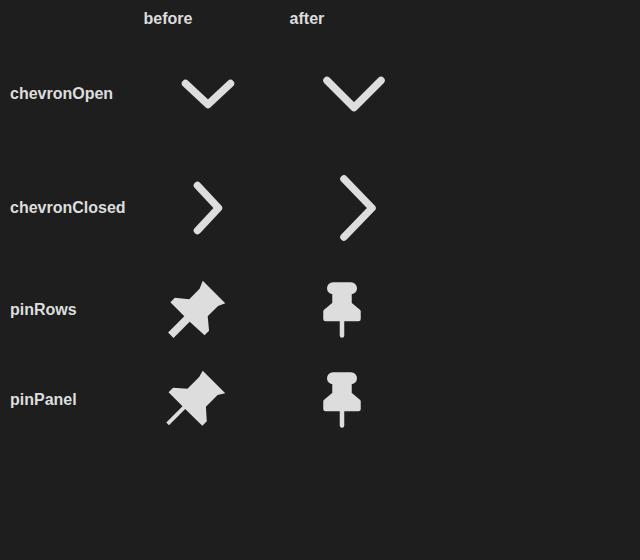 before after
chevronOpen
chevronClosed
pinRows
pinPanel